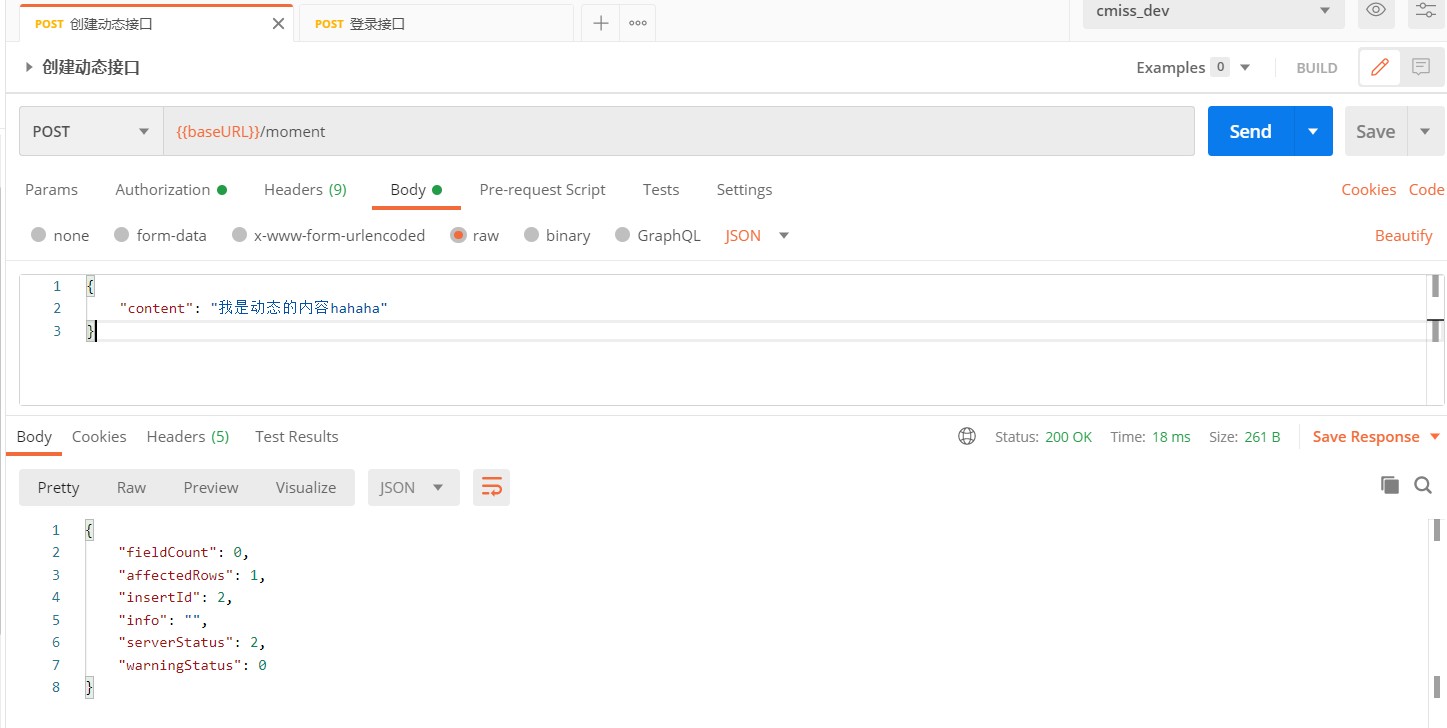 POST 创建动态接口 POST 登录接口 cmiss_dev
创建动态接口 Examples 0 BUILD
POST {{baseURL}}/moment Send Save
Params Authorization Headers (9) Body Pre-request Script Tests Settings Cookies Code
none form-data x-www-form-urlencoded raw binary GraphQL JSON Beautify
1 {
2 "content": "我是动态的内容hahaha"
3 }
Body Cookies Headers (5) Test Results Status: 200 OK Time: 18 ms Size: 261 B Save Response
Pretty Raw Preview Visualize JSON
1 {
2 "fieldCount": 0,
3 "affectedRows": 1,
4 "insertId": 2,
5 "info": "",
6 "serverStatus": 2,
7 "warningStatus": 0
8 }